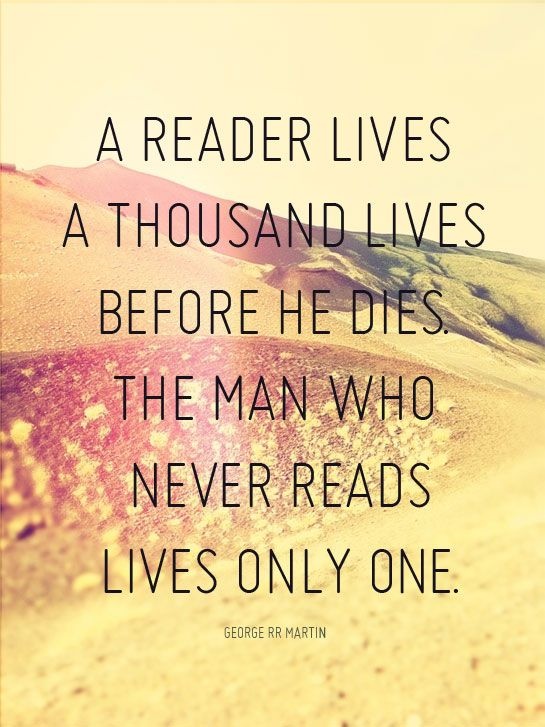 A READER LIVES
A THOUSAND LIVES
BEFORE HE DIES.
THE MAN WHO
NEVER READS
LIVES ONLY ONE.
GEORGE RR MARTIN